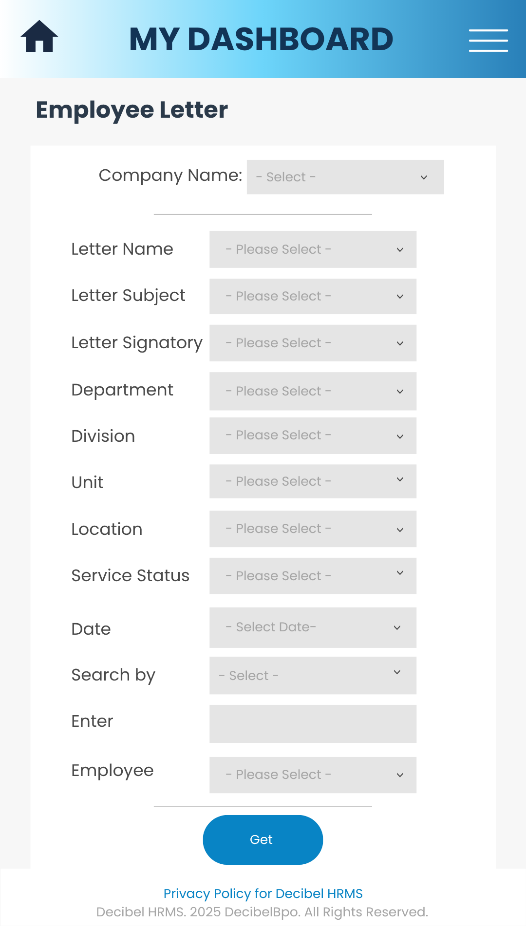 MY DASHBOARD
Employee Letter
Company Name: - Select -
Letter Name - Please Select -
Letter Subject - Please Select -
Letter Signatory - Please Select -
Department - Please Select -
Division - Please Select -
Unit - Please Select -
Location - Please Select -
Service Status - Please Select -
Date - Select Date-
Search by - Select -
Enter
Employee - Please Select -
Get
Privacy Policy for Decibel HRMS
Decibel HRMS. 2025 DecibelBpo. All Rights Reserved.